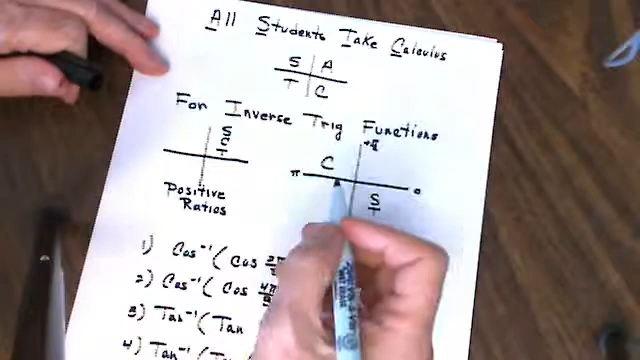 All Students Take Calculus
S A
T C
For Inverse Trig Functions
S
C
T
Positive
Ratios
C
π
0
S
T
1) Cos⁻¹( Cos
2) Cos⁻¹( Cos
3) Tan⁻¹( Tan
4) Tan⁻¹(